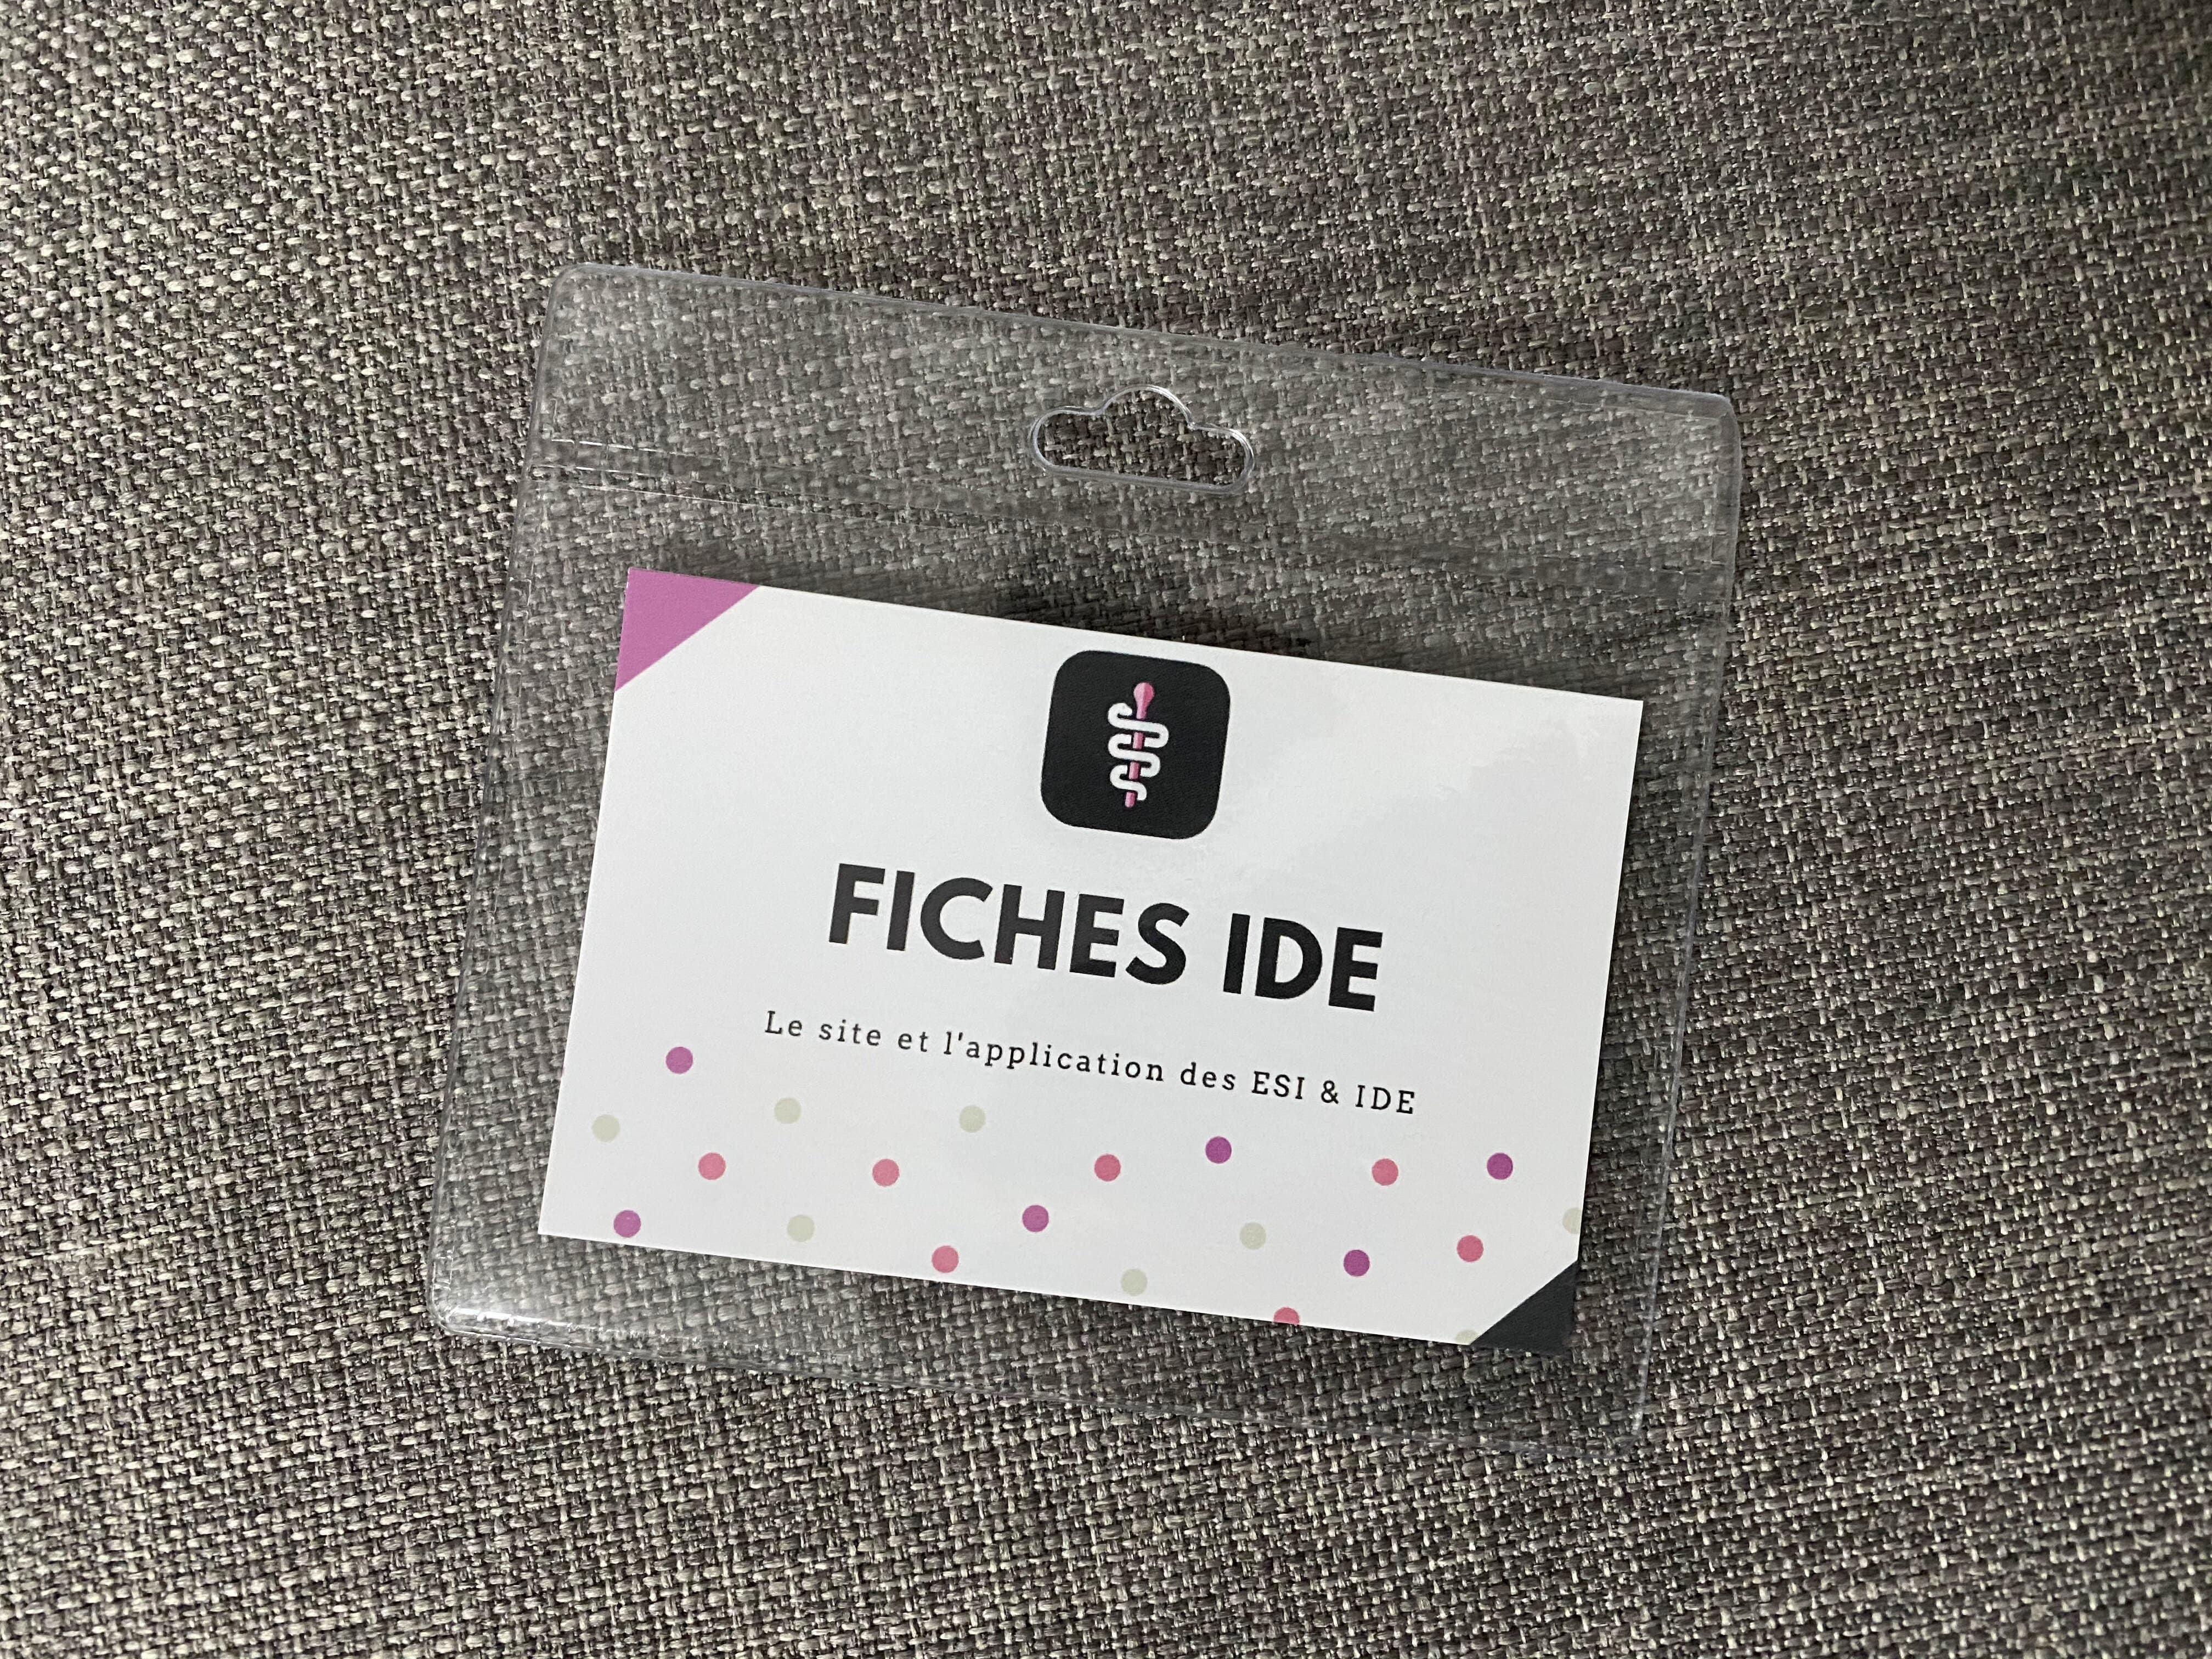 FICHES IDE
Le site et l'application des ESI & IDE